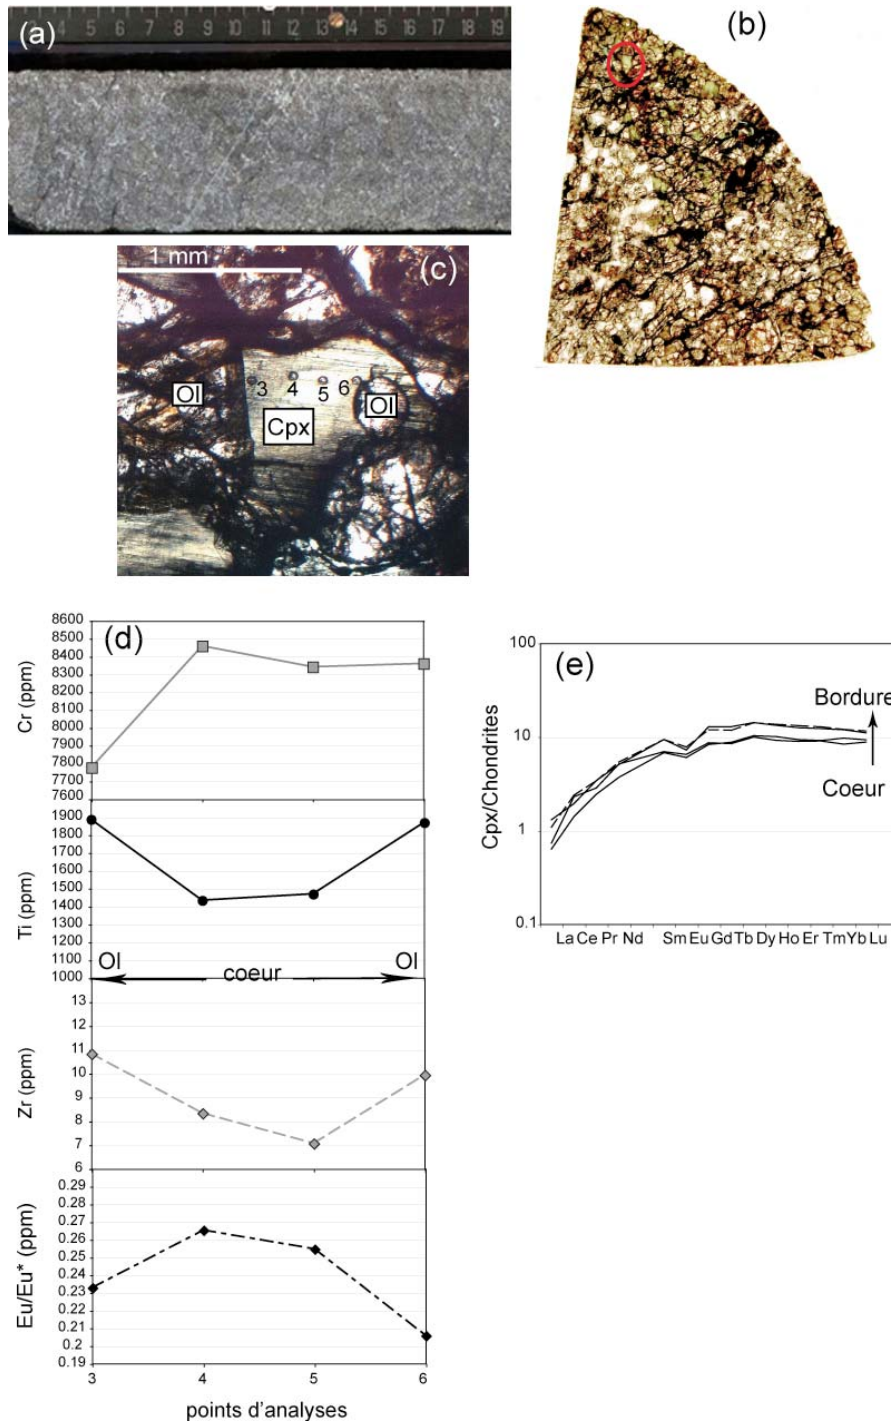 (a)
4 5 6 7 8 9 10 11 12 13 14 15 16 17 18 19
(b)
1 mm
(c)
Ol
3 4 5 6
Ol
Cpx
(d)
8600
8500
8400
8300
8200
8100
8000
7900
7800
7700
7600
Cr (ppm)
1900
1800
1700
1600
1500
1400
1300
1200
1100
1000
Ti (ppm)
Ol coeur Ol
13
12
11
10
9
8
7
6
Zr (ppm)
0.29
0.28
0.27
0.26
0.25
0.24
0.23
0.22
0.21
0.2
0.19
Eu/Eu* (ppm)
3 4 5 6
points d'analyses
(e)
100
10
1
0.1
Cpx/Chondrites
Bordure
Coeur
La Ce Pr Nd Sm Eu Gd Tb Dy Ho Er Tm Yb Lu